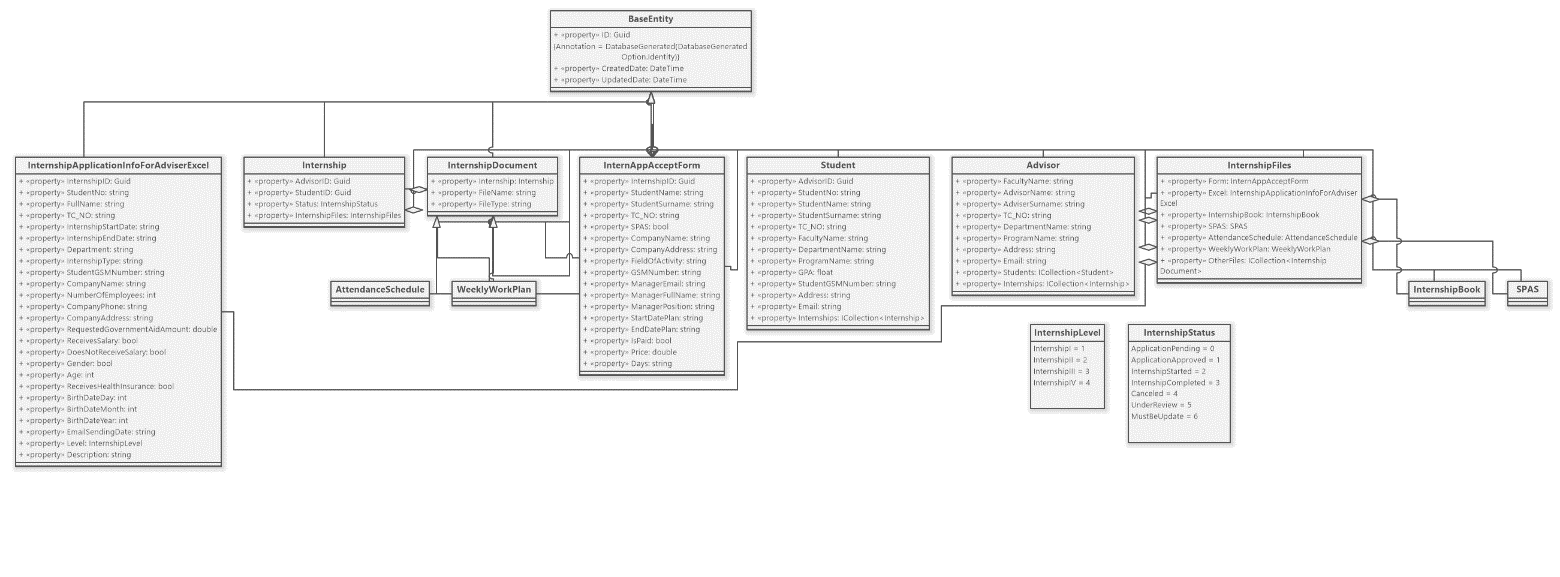 BaseEntity
+ «property» ID: Guid
{Annotation = DatabaseGenerated(DatabaseGenerated
Option.Identity)}
+ «property» CreatedDate: DateTime
+ «property» UpdatedDate: DateTime
InternshipApplicationInfoForAdviserExcel
+ «property» InternshipID: Guid
+ «property» StudentNo: string
+ «property» FullName: string
+ «property» TC_NO: string
+ «property» InternshipStartDate: string
+ «property» InternshipEndDate: string
+ «property» Department: string
+ «property» InternshipType: string
+ «property» StudentGSMNumber: string
+ «property» CompanyName: string
+ «property» NumberOfEmployees: int
+ «property» CompanyPhone: string
+ «property» CompanyAddress: string
+ «property» RequestedGovernmentAidAmount: double
+ «property» ReceivesSalary: bool
+ «property» DoesNotReceiveSalary: bool
+ «property» Gender: bool
+ «property» Age: int
+ «property» ReceivesHealthInsurance: bool
+ «property» BirthDateDay: int
+ «property» BirthDateMonth: int
+ «property» BirthDateYear: int
+ «property» EmailSendingDate: string
+ «property» Level: InternshipLevel
+ «property» Description: string
Internship
+ «property» AdvisorID: Guid
+ «property» StudentID: Guid
+ «property» Status: InternshipStatus
+ «property» InternshipFiles: InternshipFiles
InternshipDocument
+ «property» Internship: Internship
+ «property» FileName: string
+ «property» FileType: string
InternAppAcceptForm
+ «property» InternshipID: Guid
+ «property» StudentName: string
+ «property» StudentSurname: string
+ «property» TC_NO: string
+ «property» SPAS: bool
+ «property» CompanyName: string
+ «property» CompanyAddress: string
+ «property» FieldOfActivity: string
+ «property» GSMNumber: string
+ «property» ManagerEmail: string
+ «property» ManagerFullName: string
+ «property» ManagerPosition: string
+ «property» StartDatePlan: string
+ «property» EndDatePlan: string
+ «property» IsPaid: bool
+ «property» Price: double
+ «property» Days: string
Student
+ «property» AdvisorID: Guid
+ «property» StudentNo: string
+ «property» StudentName: string
+ «property» StudentSurname: string
+ «property» TC_NO: string
+ «property» FacultyName: string
+ «property» DepartmentName: string
+ «property» ProgramName: string
+ «property» GPA: float
+ «property» StudentGSMNumber: string
+ «property» Address: string
+ «property» Email: string
+ «property» Internships: ICollection<Internship>
Advisor
+ «property» FacultyName: string
+ «property» AdvisorName: string
+ «property» AdviserSurname: string
+ «property» TC_NO: string
+ «property» DepartmentName: string
+ «property» ProgramName: string
+ «property» Address: string
+ «property» Email: string
+ «property» Students: ICollection<Student>
+ «property» Internships: ICollection<Internship>
InternshipFiles
+ «property» Form: InternAppAcceptForm
+ «property» Excel: InternshipApplicationInfoForAdviser
Excel
+ «property» InternshipBook: InternshipBook
+ «property» SPAS: SPAS
+ «property» AttendanceSchedule: AttendanceSchedule
+ «property» WeeklyWorkPlan: WeeklyWorkPlan
+ «property» OtherFiles: ICollection<Internship
Document>
AttendanceSchedule
WeeklyWorkPlan
InternshipBook
SPAS
InternshipLevel
InternshipI = 1
InternshipII = 2
InternshipIII = 3
InternshipIV = 4
InternshipStatus
ApplicationPending = 0
ApplicationApproved = 1
InternshipStarted = 2
InternshipCompleted = 3
Canceled = 4
UnderReview = 5
MustBeUpdate = 6